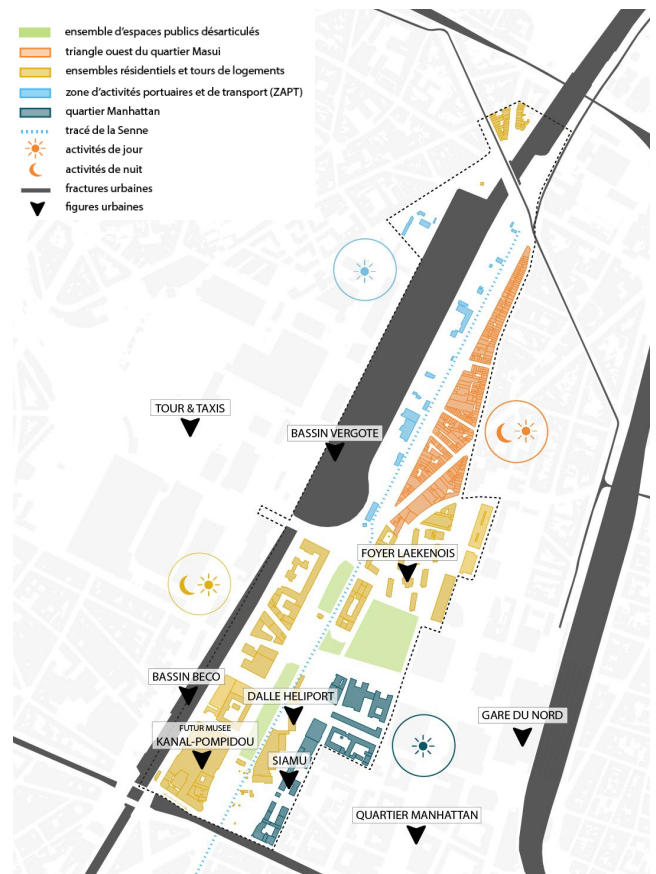 ensemble d'espaces publics désarticulés
triangle ouest du quartier Masui
ensembles résidentiels et tours de logements
zone d'activités portuaires et de transport (ZAPT)
quartier Manhattan
tracé de la Senne
activités de jour
activités de nuit
fractures urbaines
figures urbaines
TOUR & TAXIS
BASSIN VERGOTE
FOYER LAEKENOIS
BASSIN BECO
DALLE HELIPORT
GARE DU NORD
FUTUR MUSEE
KANAL-POMPIDOU
SIAMU
QUARTIER MANHATTAN